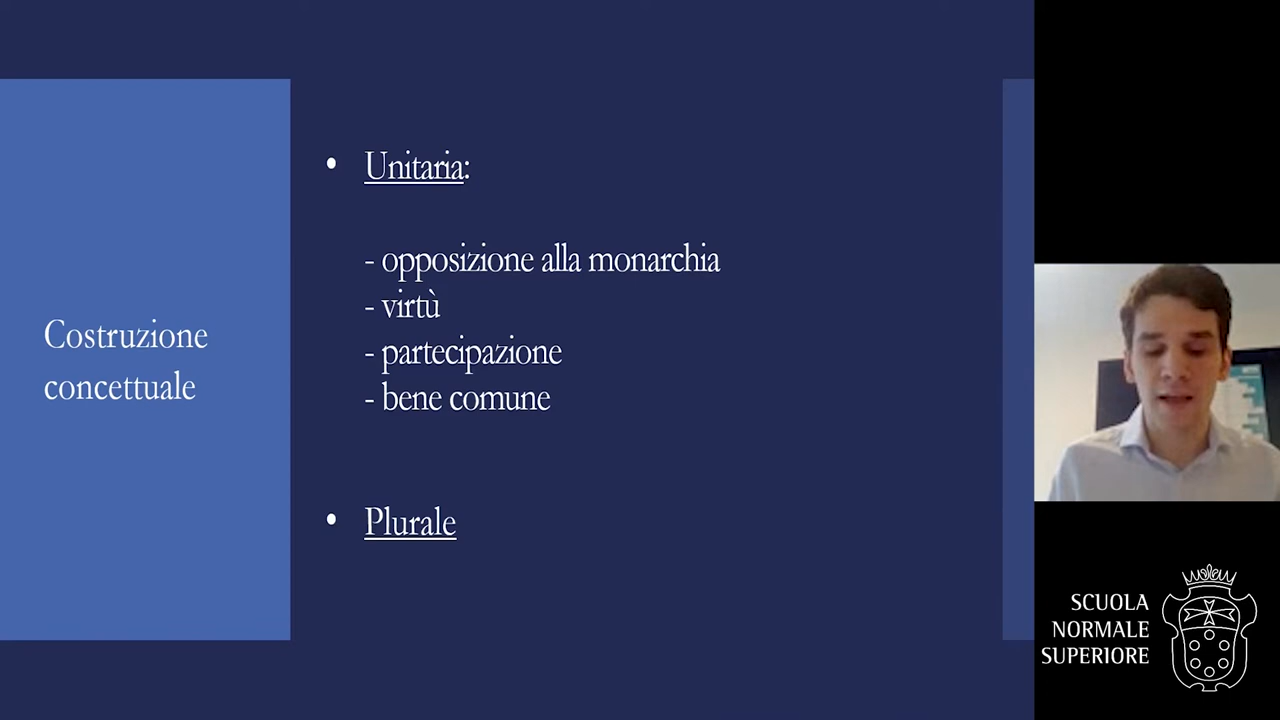 Costruzione
concettuale
• Unitaria:
- opposizione alla monarchia
- virtù
- partecipazione
- bene comune
• Plurale
SCUOLA
NORMALE
SUPERIORE